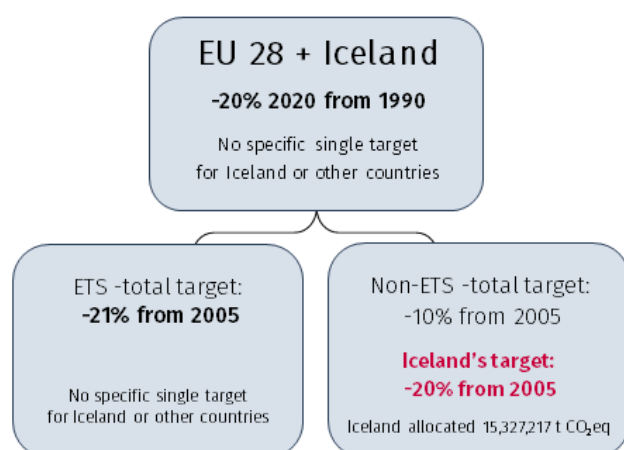 EU 28 + Iceland
-20% 2020 from 1990
No specific single target
for Iceland or other countries
ETS -total target:
-21% from 2005
No specific single target
for Iceland or other countries
Non-ETS -total target:
-10% from 2005
Iceland's target:
-20% from 2005
Iceland allocated 15,327,217 t CO₂eq